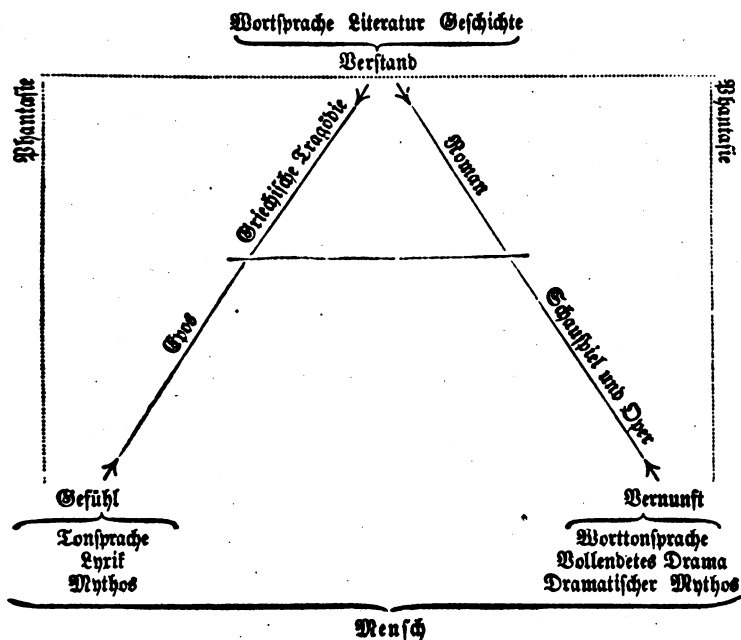 Wortſprache Literatur Geſchichte
Verſtand
Phantaſie
Phantaſie
Griechiſche Tragödie
Roman
Epos
Schauſpiel und Oper
Gefühl
Vernunft
Tonſprache
Lyrik
Mythos
Worttonſprache
Vollendetes Drama
Dramatiſcher Mythos
Menſch